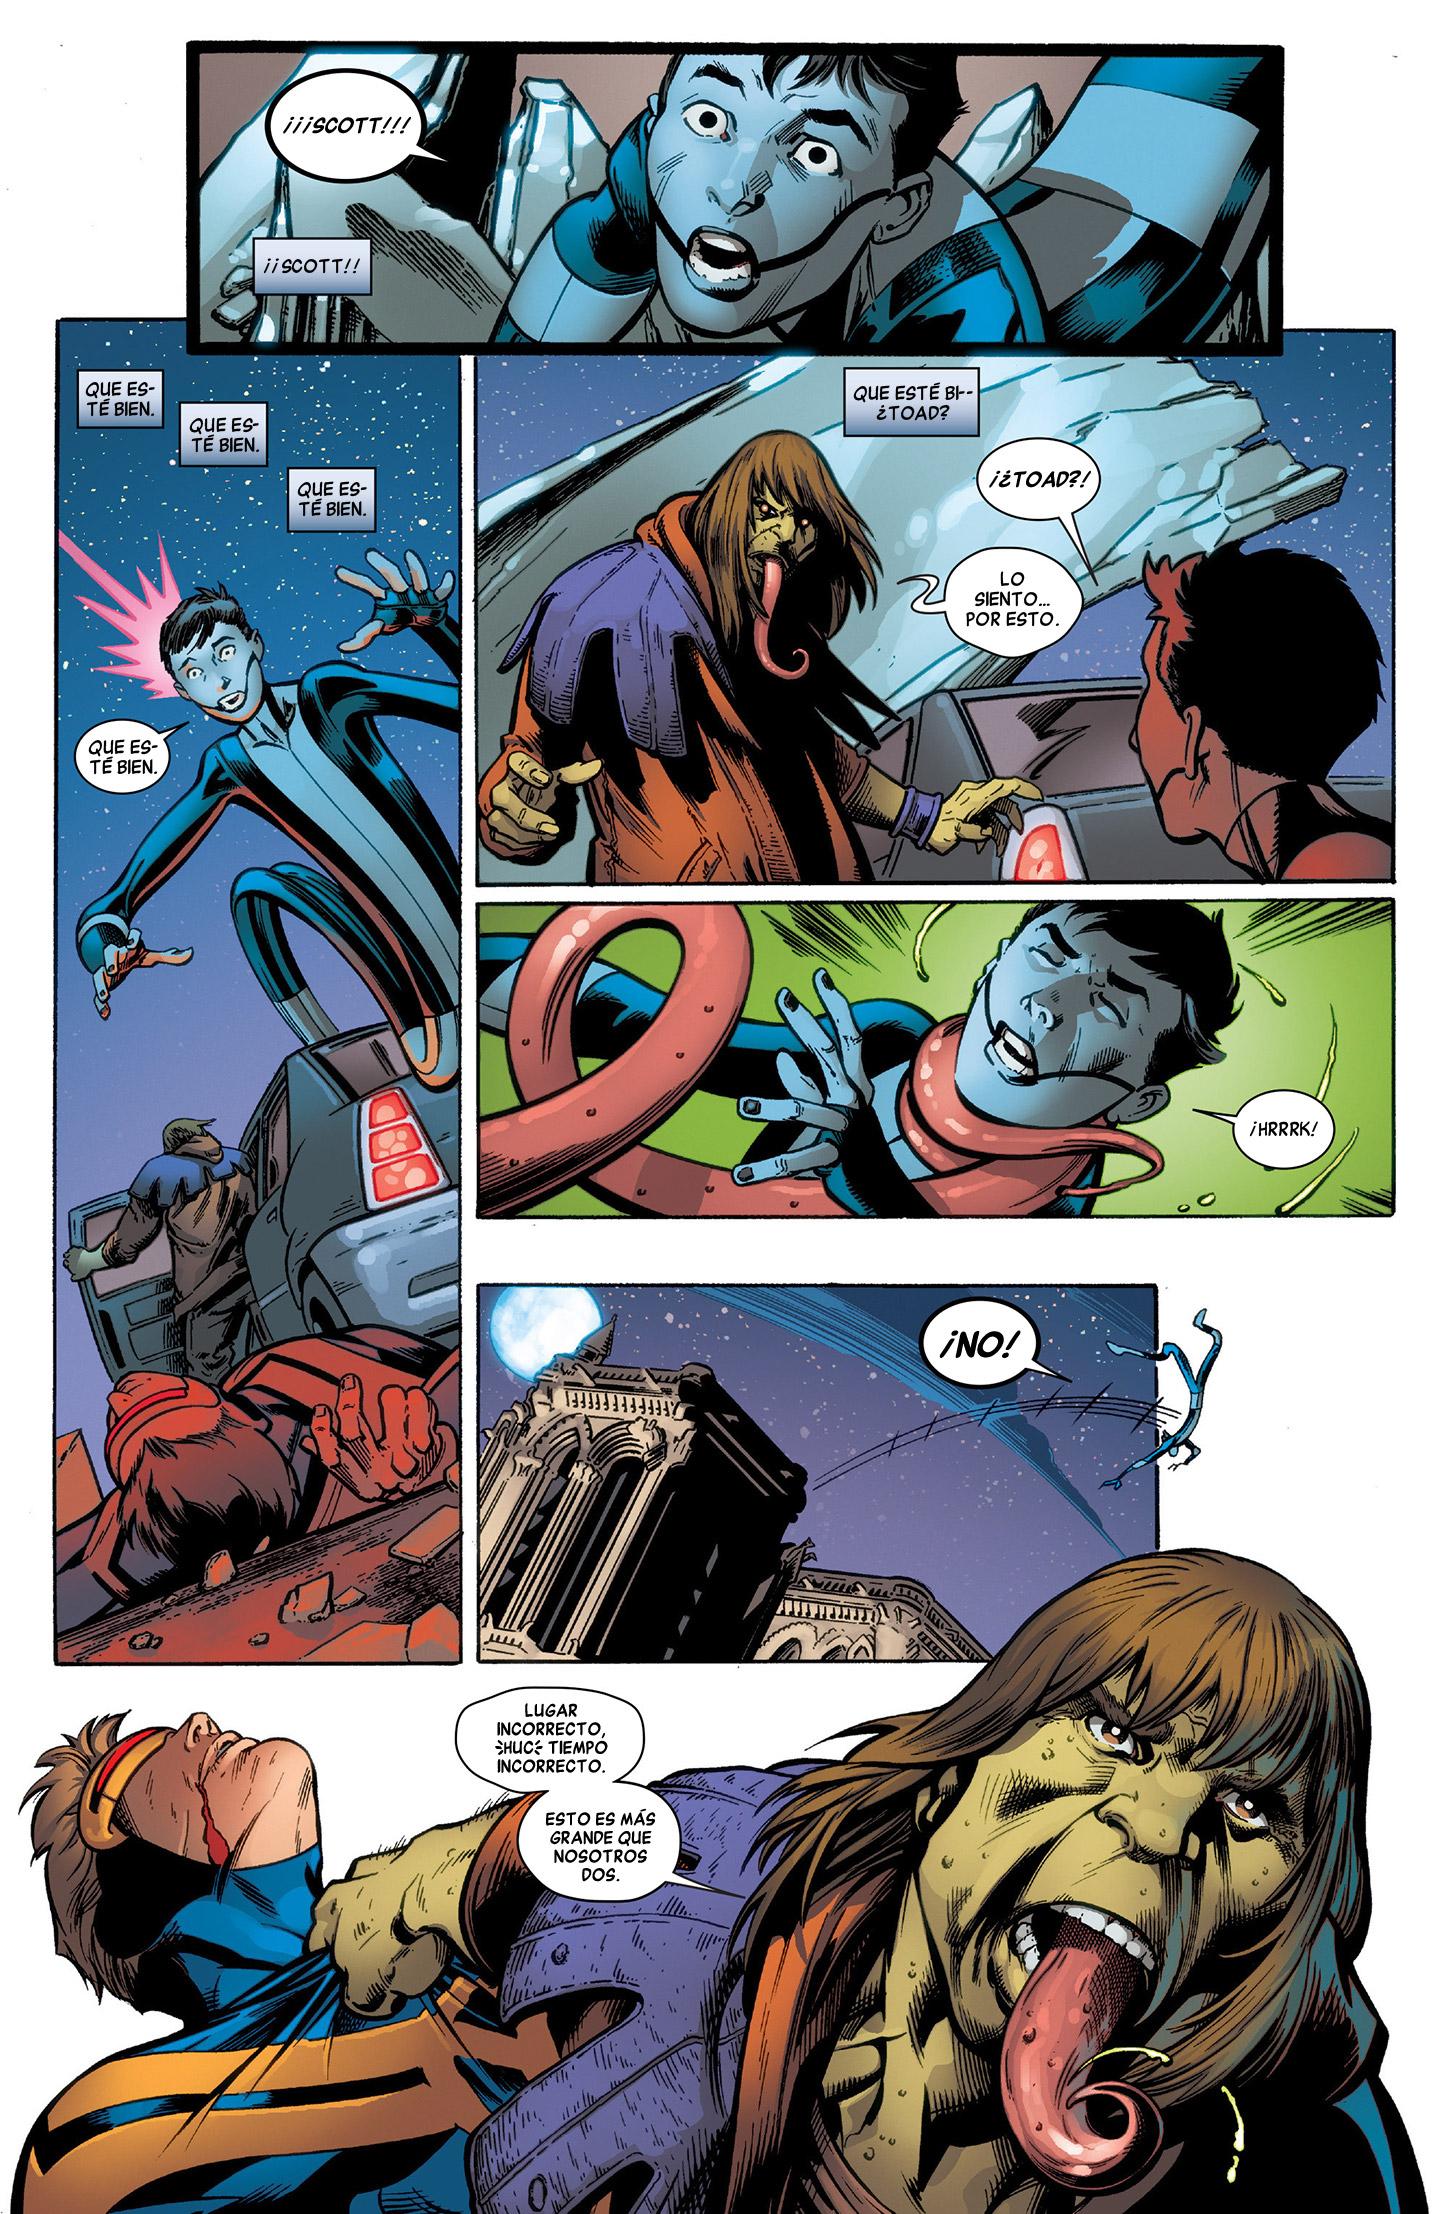 ¡¡¡SCOTT!!!
¡¡SCOTT!!
QUE ES-
TÉ BIEN.
QUE ES-
TÉ BIEN.
QUE ES-
TÉ BIEN.
QUE ES-
TÉ BIEN.
QUE ESTÉ BI--
¿TOAD?
¡¿TOAD?!
LO
SIENTO...
POR ESTO.
¡HRRRK!
¡NO!
LUGAR
INCORRECTO,
HUC TIEMPO
INCORRECTO.
ESTO ES MÁS
GRANDE QUE
NOSOTROS
DOS.